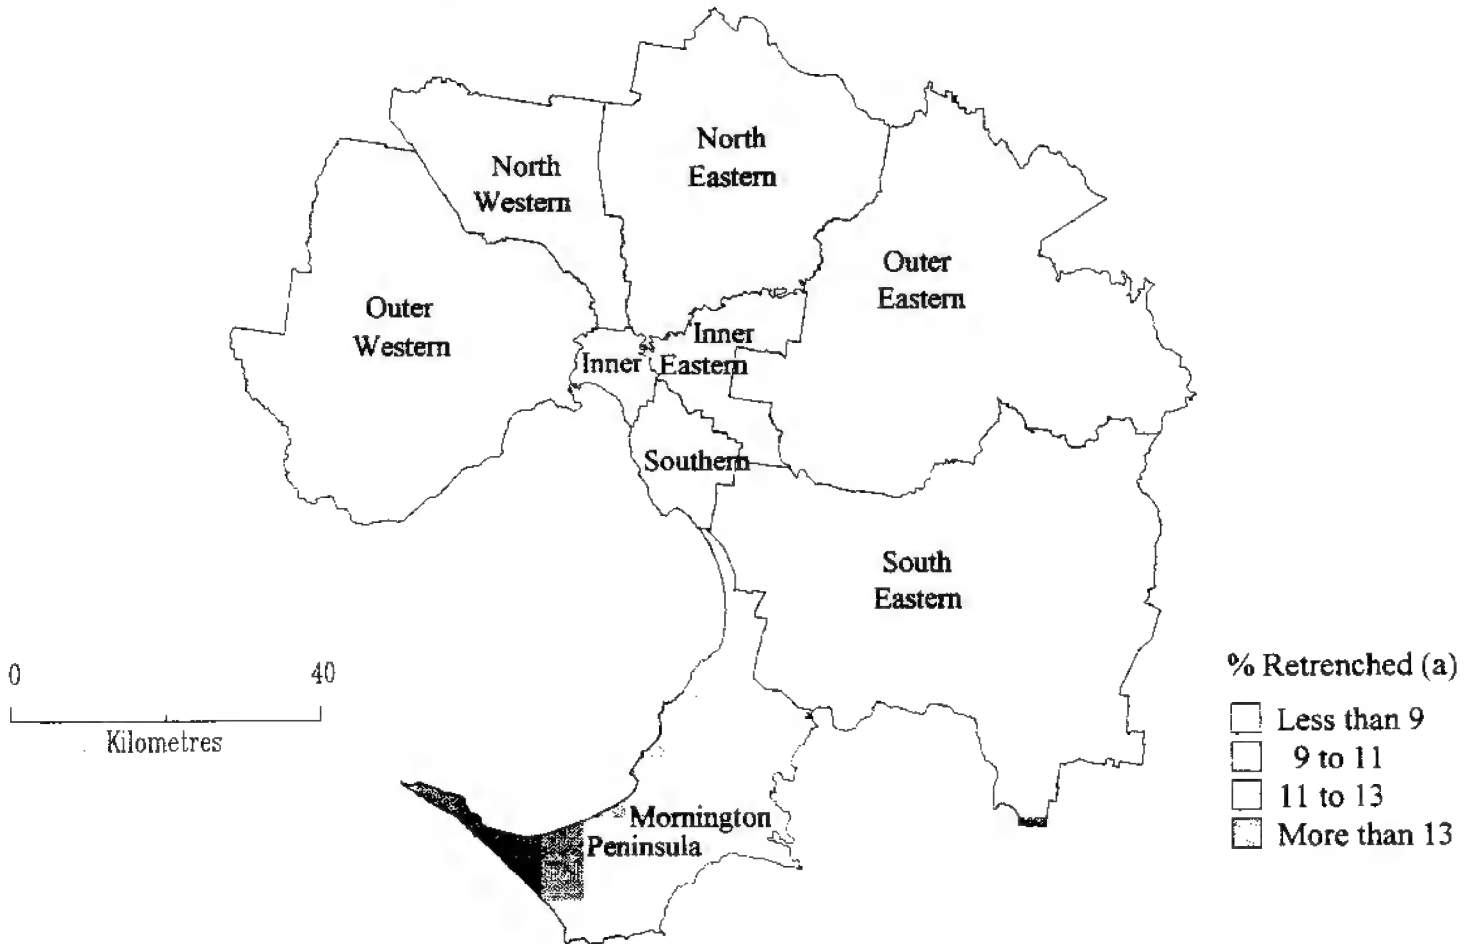 North
Eastern
North
Western
Outer
Eastern
Outer
Western
Inner
Eastern
Inner
Southern
South
Eastern
Mornington
Peninsula
0 40
Kilometres
% Retrenched (a)
Less than 9
9 to 11
11 to 13
More than 13